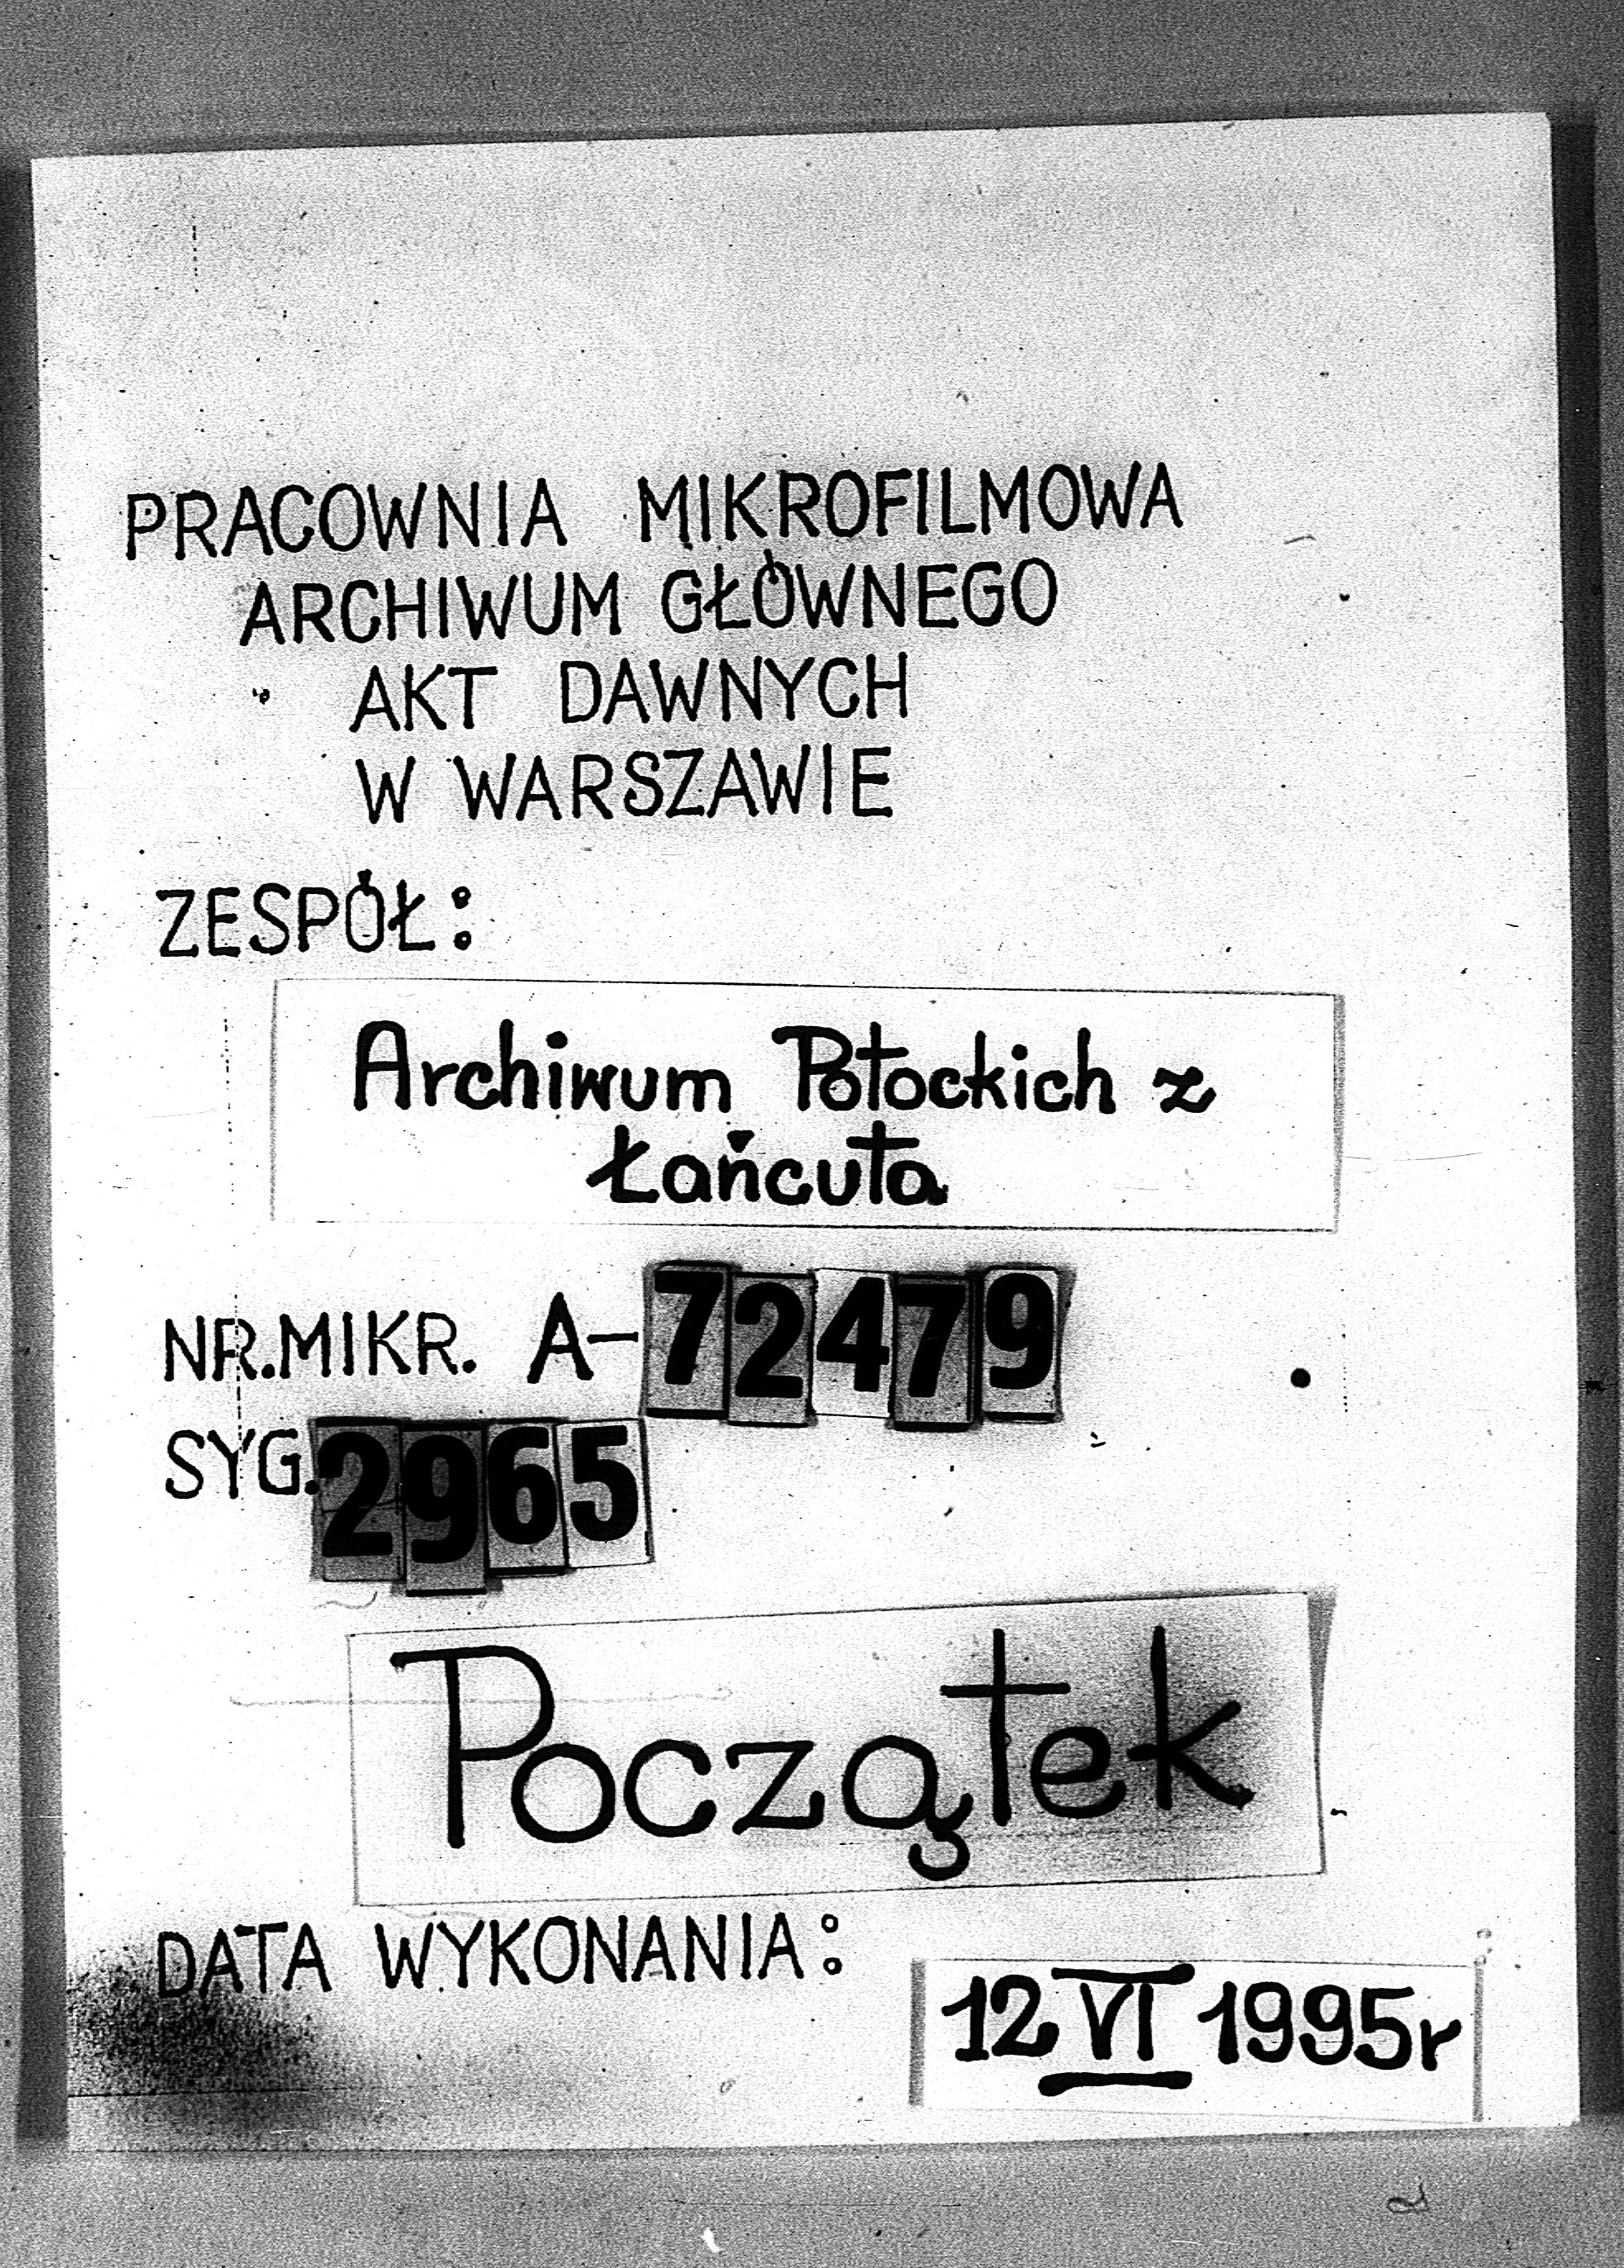 PRACOWNIA MIKROFILMOWA
ARCHIWUM GŁÓWNEGO
AKT DAWNYCH
W WARSZAWIE
ZESPÓŁ:
Archiwum Potockich z
Łańcuta
NR.MIKR. A-72479
SYG.2965
Początek
DATA WYKONANIA:
12 VI 1995r